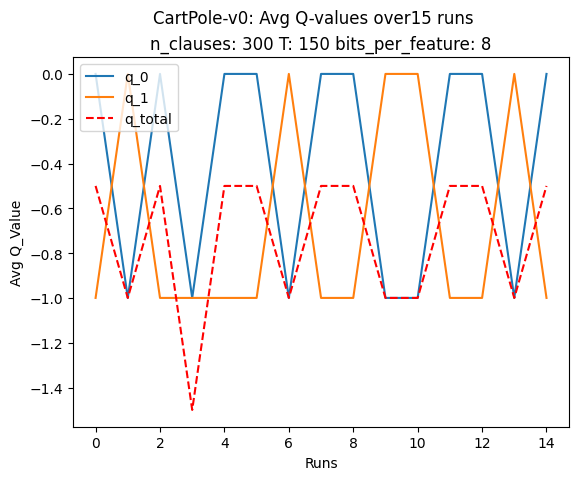 CartPole-v0: Avg Q-values over15 runs
n_clauses: 300 T: 150 bits_per_feature: 8
q_0
q_1
q_total
Avg Q_Value
0.0
−0.2
−0.4
−0.6
−0.8
−1.0
−1.2
−1.4
0 2 4 6 8 10 12 14
Runs